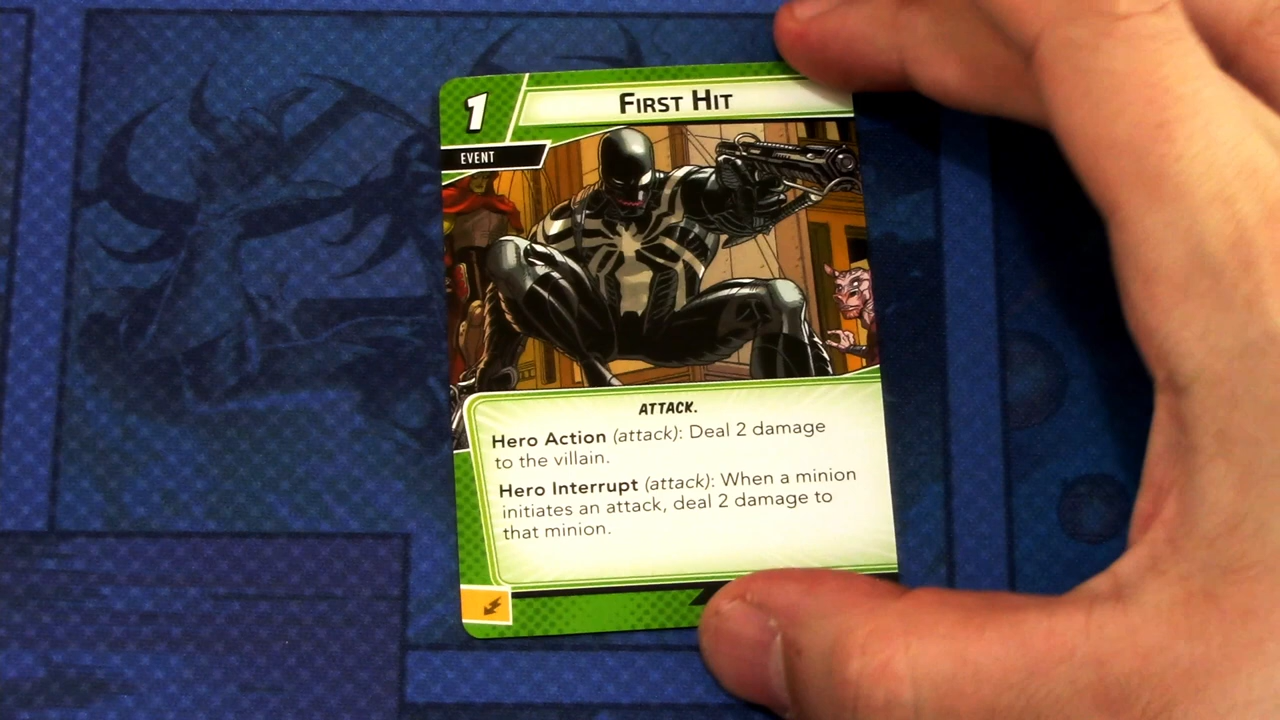 1
FIRST HIT
EVENT
ATTACK.
Hero Action (attack): Deal 2 damage
to the villain.
Hero Interrupt (attack): When a minion
initiates an attack, deal 2 damage to
that minion.